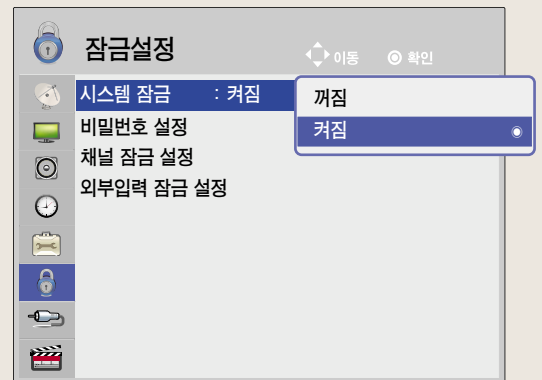 잠금설정
이동 확인
시스템 잠금 : 켜짐
꺼짐
켜짐
비밀번호 설정
채널 잠금 설정
외부입력 잠금 설정